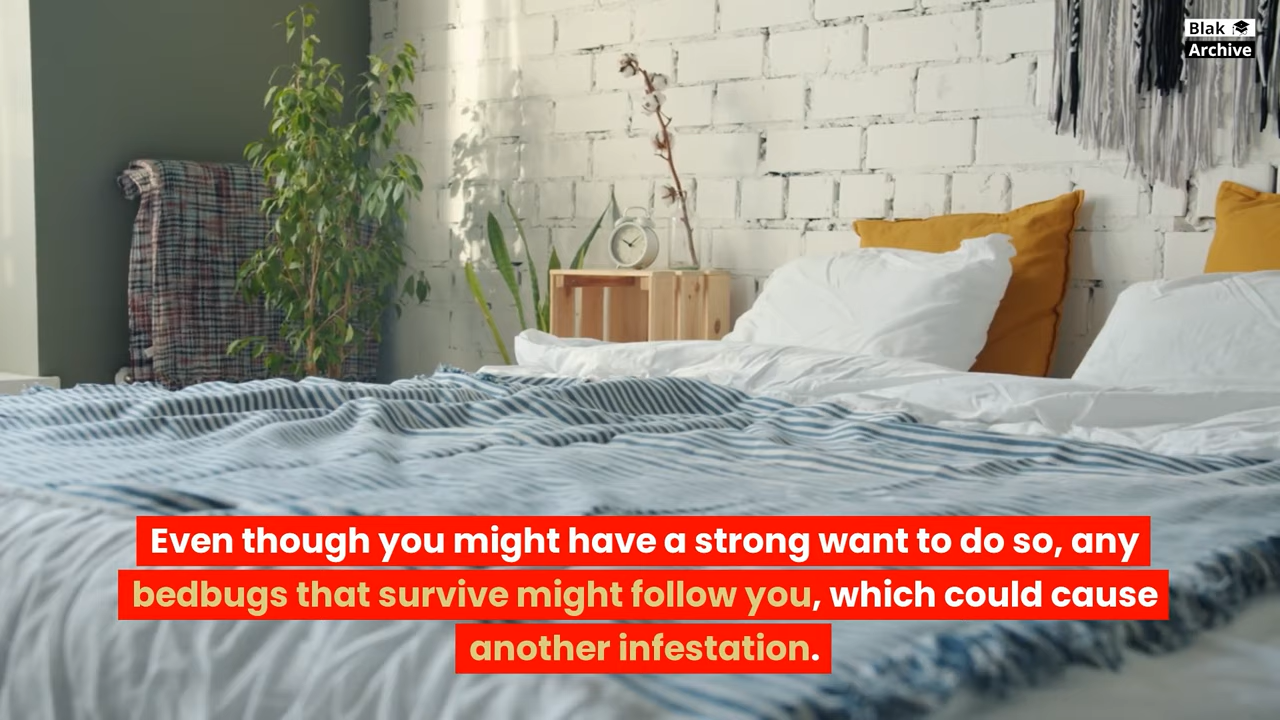 Blak
Archive
Even though you might have a strong want to do so, any
bedbugs that survive might follow you, which could cause
another infestation.